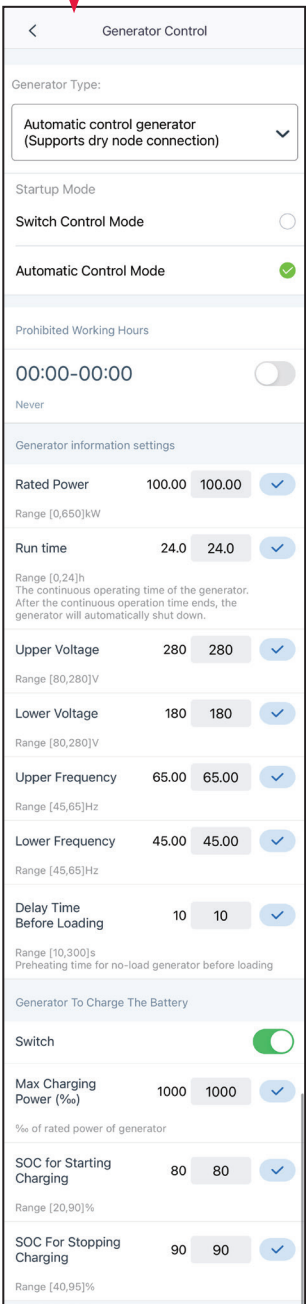 Generator Control
Generator Type:
Automatic control generator
(Supports dry node connection)
Startup Mode
Switch Control Mode
Automatic Control Mode
Prohibited Working Hours
00:00-00:00
Never
Generator information settings
Rated Power 100.00 100.00
Range [0,650]kW
Run time 24.0 24.0
Range [0,24]h
The continuous operating time of the generator.
After the continuous operation time ends, the
generator will automatically shut down.
Upper Voltage 280 280
Range [80,280]V
Lower Voltage 180 180
Range [80,280]V
Upper Frequency 65.00 65.00
Range [45,65]Hz
Lower Frequency 45.00 45.00
Range [45,65]Hz
Delay Time
Before Loading 10 10
Range [10,300]s
Preheating time for no-load generator before loading
Generator To Charge The Battery
Switch
Max Charging
Power (‰) 1000 1000
‰ of rated power of generator
SOC for Starting
Charging 80 80
Range [20,90]%
SOC For Stopping
Charging 90 90
Range [40,95]%